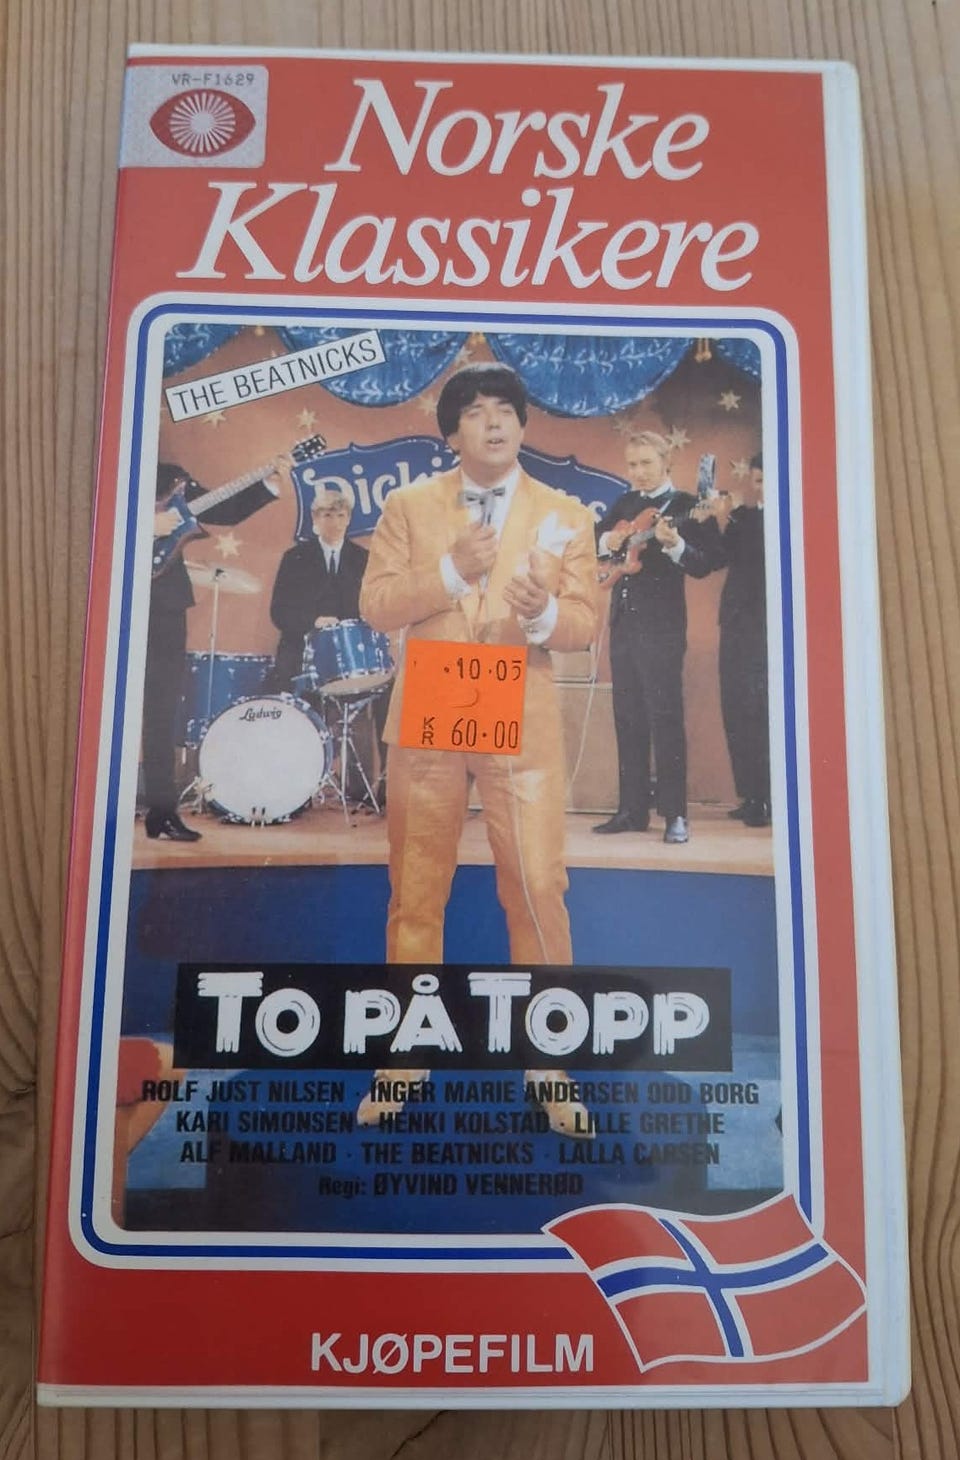 VR-F1629
Norske
Klassikere
THE BEATNICKS
Dickie
Ludwig
.10.05
KR 60.00
TO PÅ TOPP
ROLF JUST NILSEN · INGER MARIE ANDERSEN ODD BORG
KARI SIMONSEN · HENKI KOLSTAD · LILLE GRETHE
ALF MALLAND · THE BEATNICKS · LALLA CARSEN
Regi: ØYVIND VENNERØD
KJØPEFILM